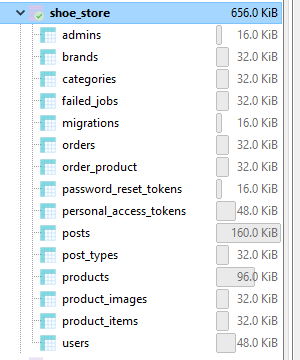 shoe_store 656.0 KiB
admins 16.0 KiB
brands 32.0 KiB
categories 32.0 KiB
failed_jobs 32.0 KiB
migrations 16.0 KiB
orders 32.0 KiB
order_product 32.0 KiB
password_reset_tokens 16.0 KiB
personal_access_tokens 48.0 KiB
posts 160.0 KiB
post_types 32.0 KiB
products 96.0 KiB
product_images 32.0 KiB
product_items 32.0 KiB
users 48.0 KiB